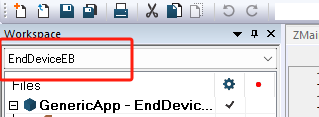 Workspace
EndDeviceEB
ZMai
Files
GenericApp - EndDevic...